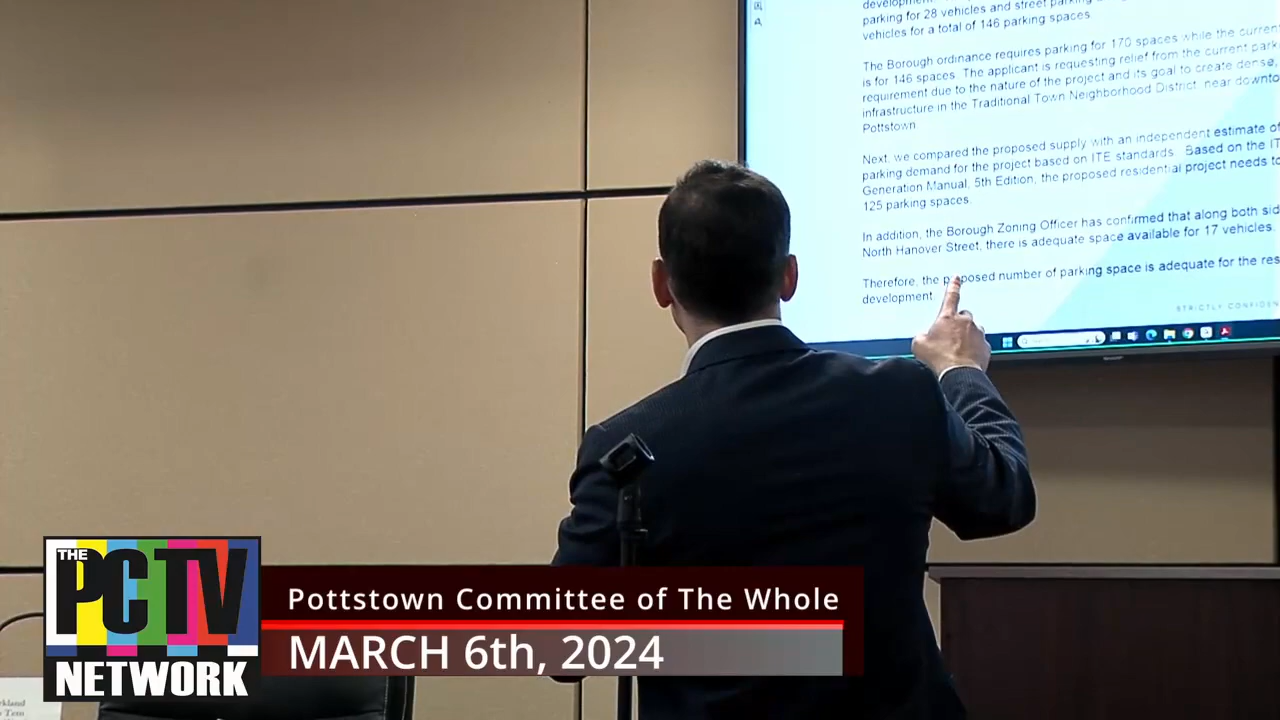 parking for 28 vehicles and street parking
vehicles for a total of 146 parking spaces
The Borough ordinance requires parking for 170 spaces while the current
is for 146 spaces. The applicant is requesting relief from the current
requirement due to the nature of the project and its goal to create dense,
infrastructure in the Traditional Town Neighborhood District, near
Pottstown
Next, we compared the proposed supply with an independent estimate of
parking demand for the project based on ITE standards. Based on the
Generation Manual, 5th Edition, the proposed residential project needs to
125 parking spaces.
In addition, the Borough Zoning Officer has confirmed that along both
North Hanover Street, there is adequate space available for 17 vehicles.
Therefore, the proposed number of parking space is adequate for the
development.
STRICTLY
THE
PCTV
NETWORK
Pottstown Committee of The Whole
MARCH 6th, 2024